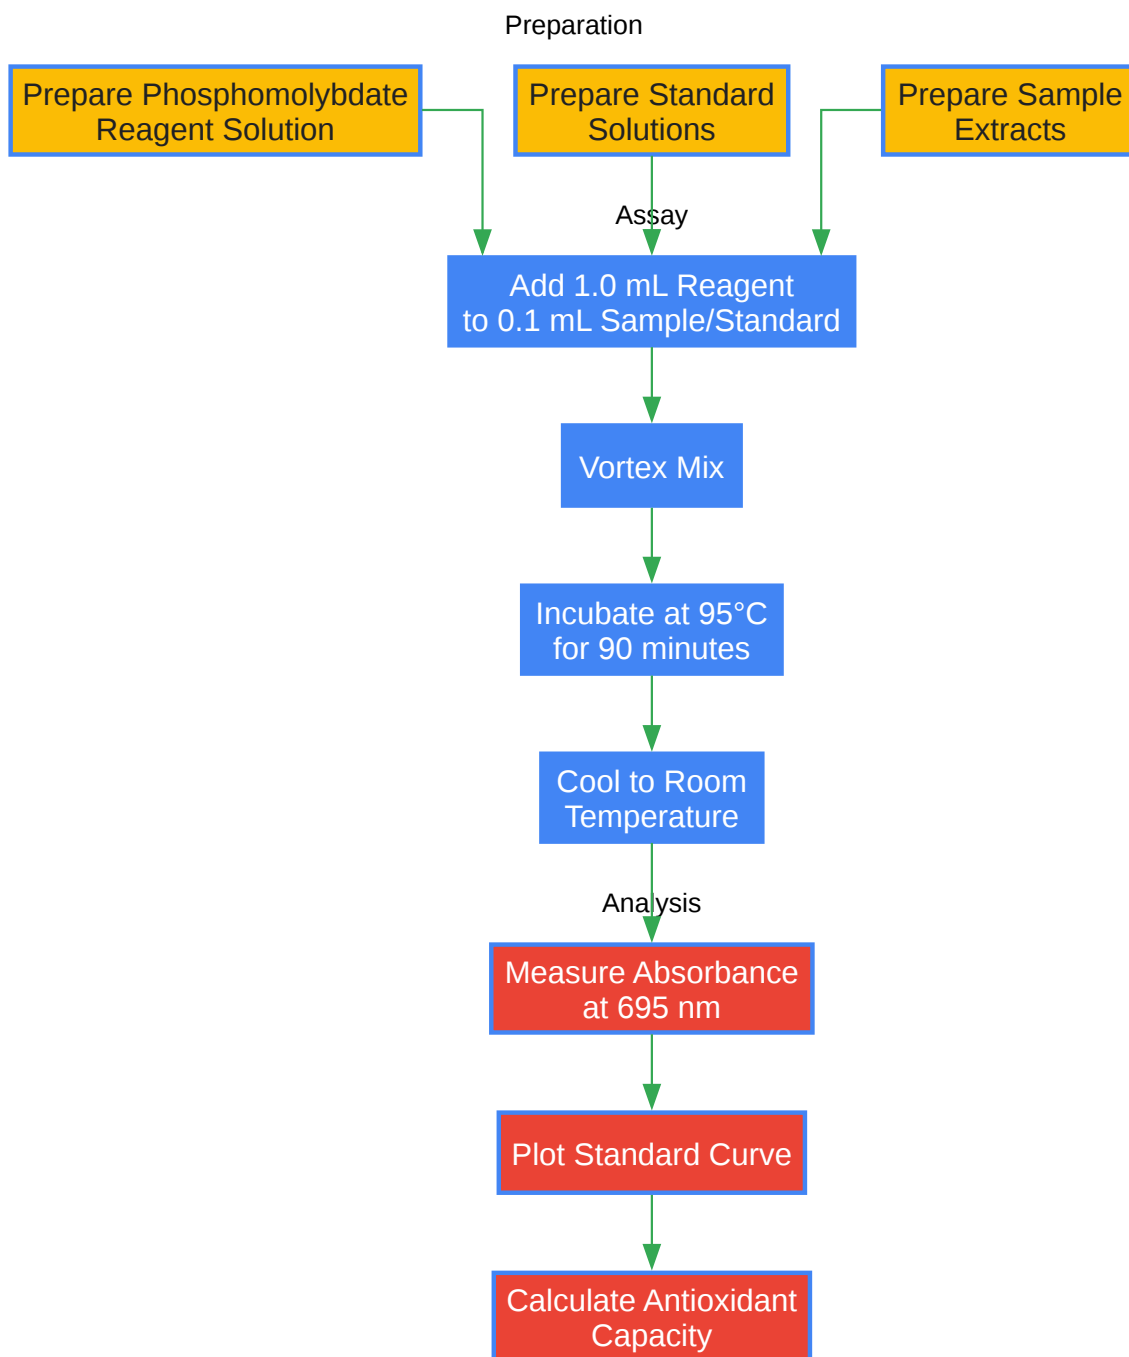 Preparation
Prepare Phosphomolybdate
Reagent Solution
Prepare Standard
Solutions
Prepare Sample
Extracts
Assay
Add 1.0 mL Reagent
to 0.1 mL Sample/Standard
Vortex Mix
Incubate at 95°C
for 90 minutes
Cool to Room
Temperature
Analysis
Measure Absorbance
at 695 nm
Plot Standard Curve
Calculate Antioxidant
Capacity